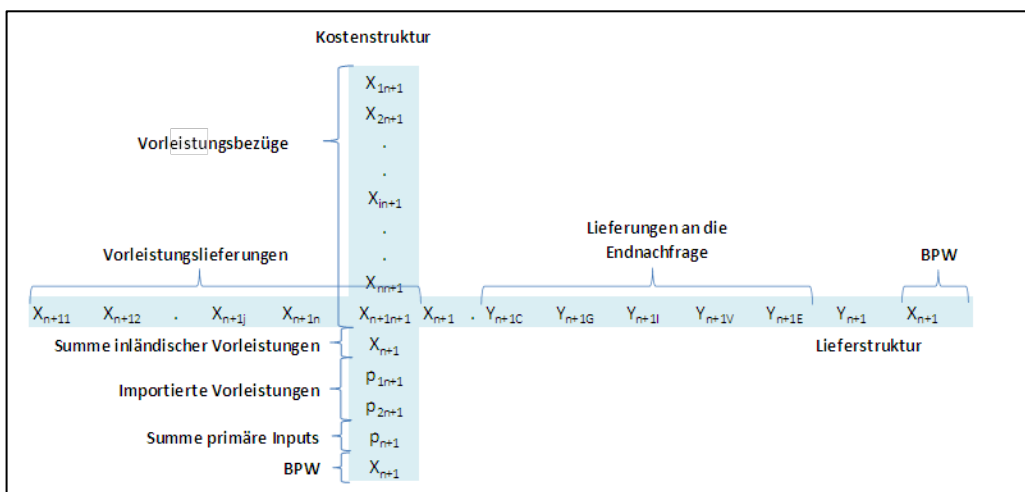 Kostenstruktur
X1n+1
X2n+1
Vorleistungsbezüge
.
.
Xin+1
.
Lieferungen an die
Vorleistungslieferungen
.
Endnachfrage
BPW
Xnn+1
Xn+11 Xn+12 . Xn+1j Xn+1n Xn+1n+1 Xn+1 . Yn+1C Yn+1G Yn+1I Yn+1V Yn+1E Yn+1 Xn+1
Summe inländischer Vorleistungen Xn+1 Lieferstruktur
p1n+1
Importierte Vorleistungen
p2n+1
Summe primäre Inputs pn+1
BPW Xn+1